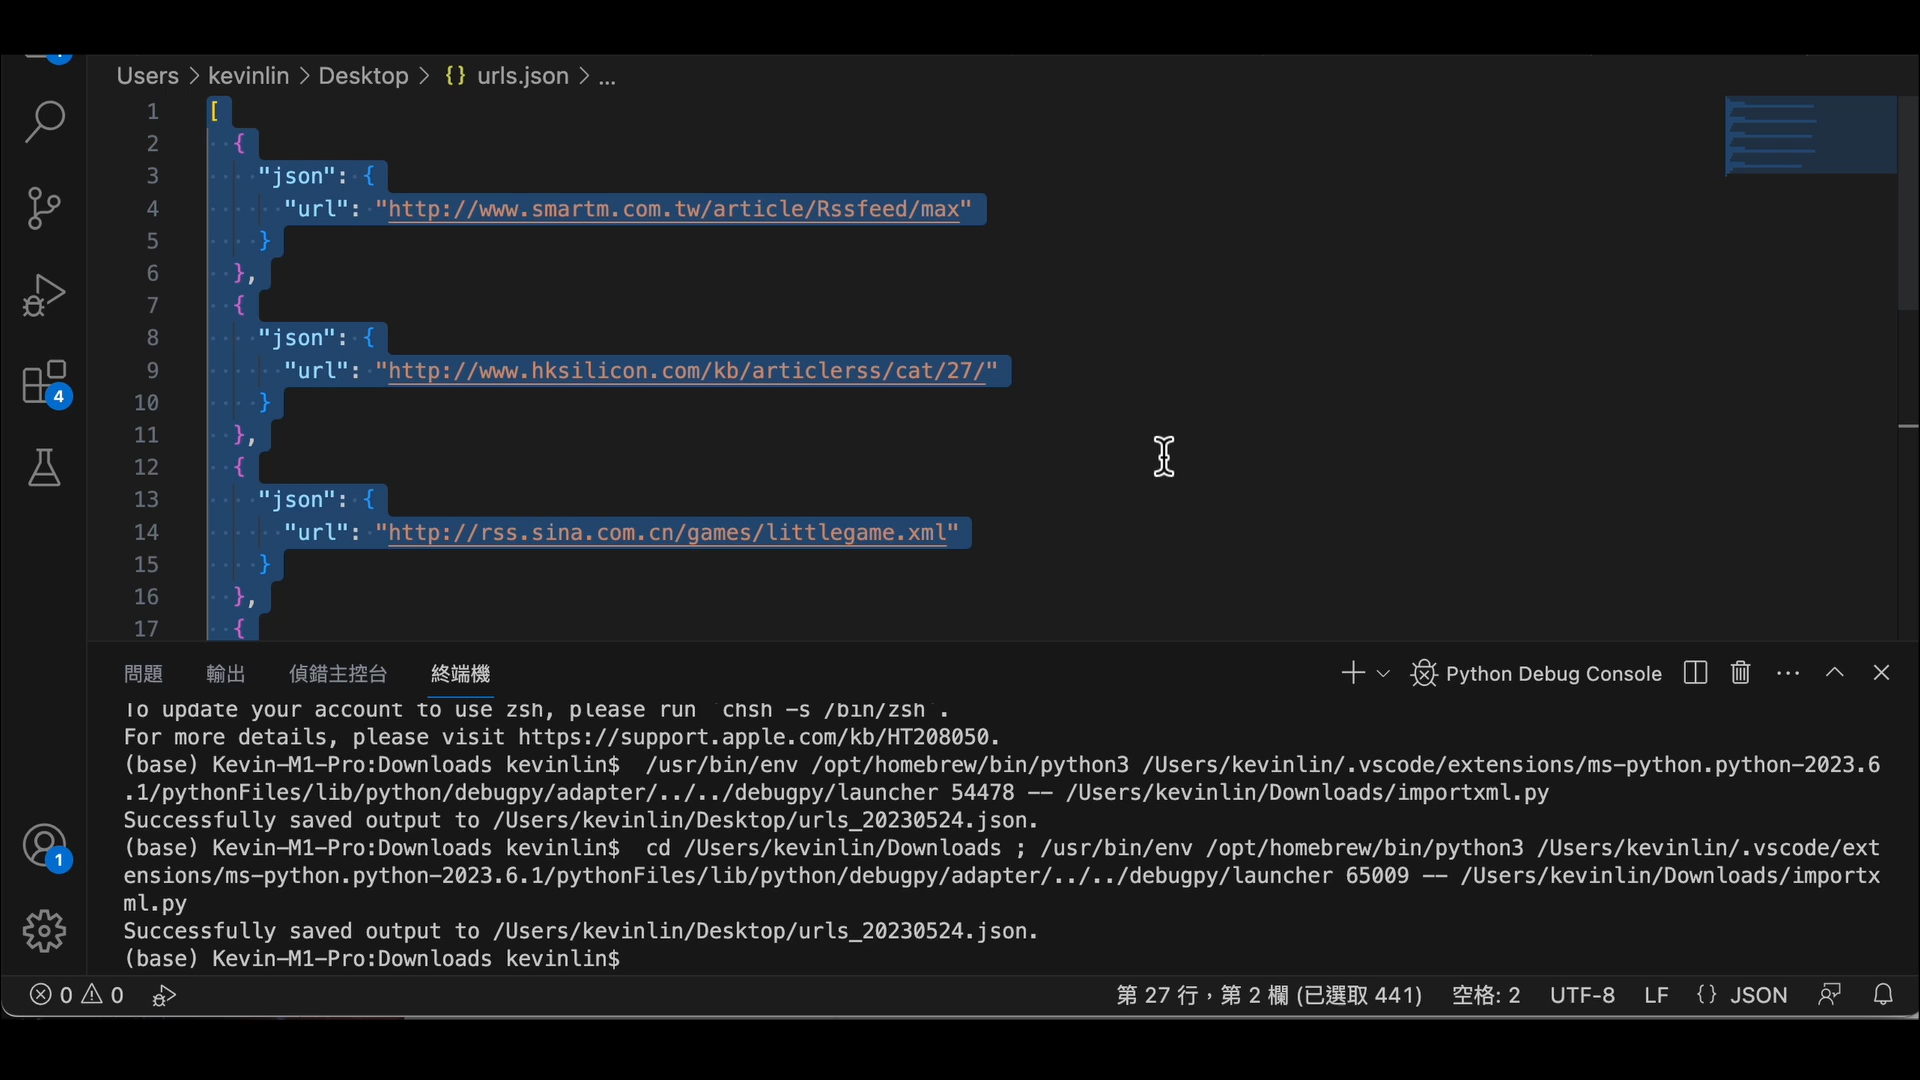 Users > kevinlin > Desktop > {} urls.json > ...
1 [
2 {
3 "json": {
4 "url": "http://www.smartm.com.tw/article/Rssfeed/max"
5 }
6 },
7 {
8 "json": {
9 "url": "http://www.hksilicon.com/kb/articlerss/cat/27/"
10 }
11 },
12 {
13 "json": {
14 "url": "http://rss.sina.com.cn/games/littlegame.xml"
15 }
16 },
17 {
4
問題 輸出 偵錯主控台 終端機 Python Debug Console
To update your account to use zsh, please run `chsh -s /bin/zsh`.
For more details, please visit https://support.apple.com/kb/HT208050.
(base) Kevin-M1-Pro:Downloads kevinlin$  /usr/bin/env /opt/homebrew/bin/python3 /Users/kevinlin/.vscode/extensions/ms-python.python-2023.6
.1/pythonFiles/lib/python/debugpy/adapter/../../debugpy/launcher 54478 -- /Users/kevinlin/Downloads/importxml.py
Successfully saved output to /Users/kevinlin/Desktop/urls_20230524.json.
(base) Kevin-M1-Pro:Downloads kevinlin$  cd /Users/kevinlin/Downloads ; /usr/bin/env /opt/homebrew/bin/python3 /Users/kevinlin/.vscode/ext
ensions/ms-python.python-2023.6.1/pythonFiles/lib/python/debugpy/adapter/../../debugpy/launcher 65009 -- /Users/kevinlin/Downloads/importx
ml.py
Successfully saved output to /Users/kevinlin/Desktop/urls_20230524.json.
(base) Kevin-M1-Pro:Downloads kevinlin$
1
0 0 第 27 行，第 2 欄 (已選取 441) 空格: 2 UTF-8 LF {} JSON